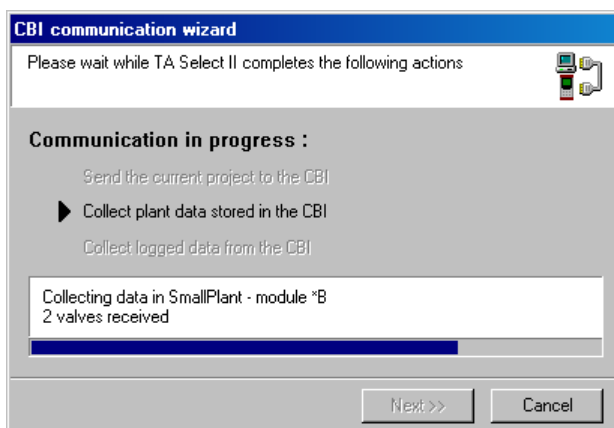 CBI communication wizard
Please wait while TA Select II completes the following actions
Communication in progress :
Send the current project to the CBI
Collect plant data stored in the CBI
Collect logged data from the CBI
Collecting data in SmallPlant - module *B
2 valves received
Next >>
Cancel